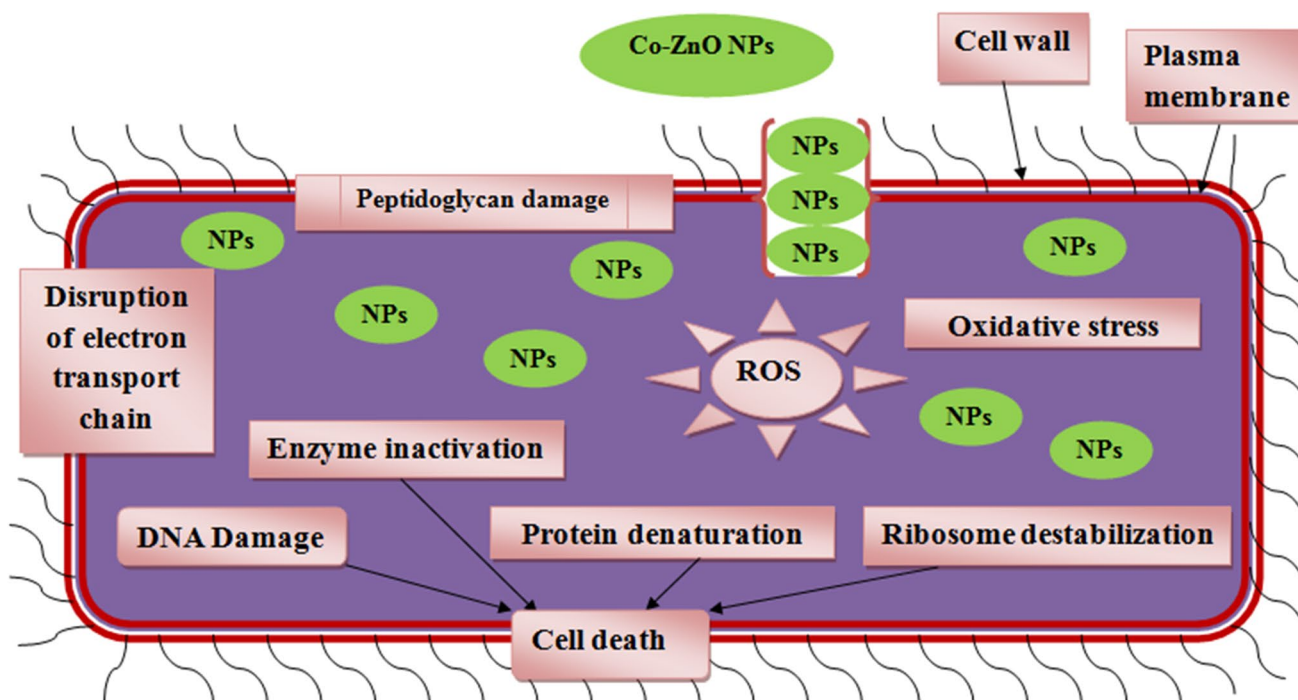 Co-ZnO NPs
Cell wall
Plasma
membrane
NPs
NPs
NPs
Peptidoglycan damage
NPs
NPs
NPs
NPs
NPs
Disruption
of electron
transport
chain
Oxidative stress
ROS
NPs
NPs
Enzyme inactivation
DNA Damage
Protein denaturation
Ribosome destabilization
Cell death